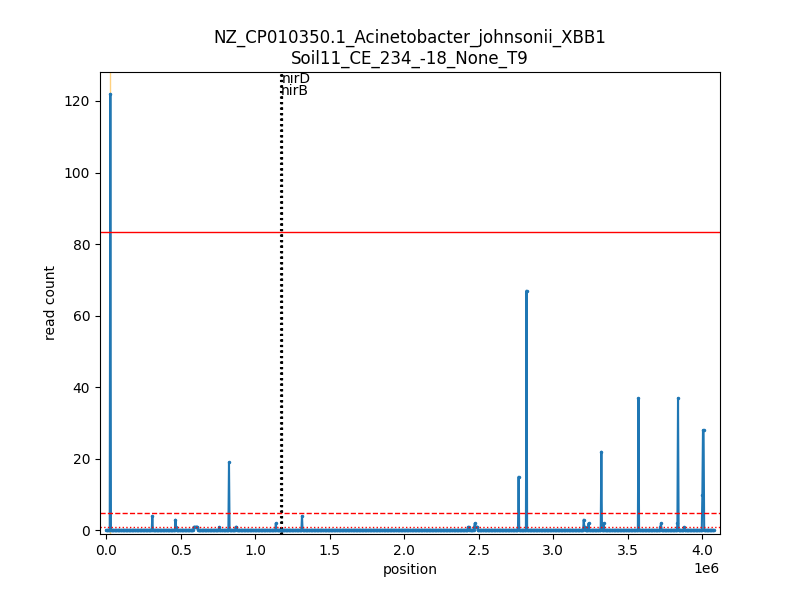 NZ_CP010350.1_Acinetobacter_johnsonii_XBB1
Soil11_CE_234_-18_None_T9
nirD
nirB
120
100
80
60
40
20
0
read count
0.0 0.5 1.0 1.5 2.0 2.5 3.0 3.5 4.0
1e6
position